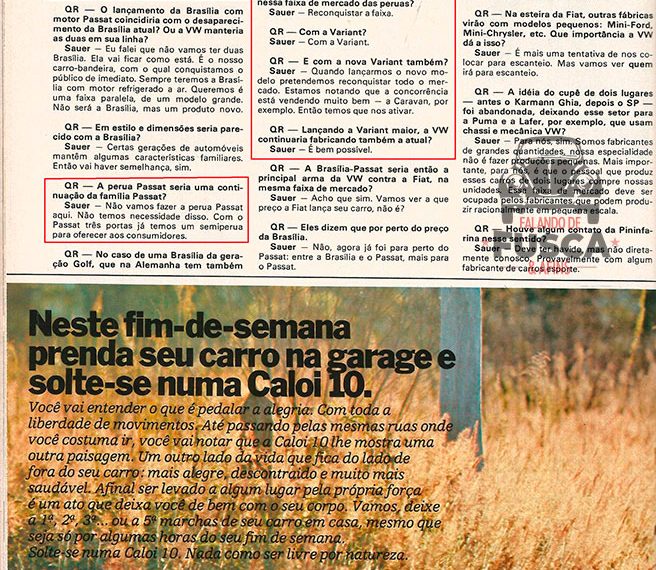 QR — O lançamento da Brasília com
motor Passat coincidiria com o desapareci-
mento da Brasília atual? Ou a VW manteria
as duas em sua linha?
Sauer — Eu falei que não vamos ter duas
Brasília. Ela vai ficar como está. É o nosso
carro-bandeira, com o qual conquistamos o
público de imediato. Sempre teremos a Brasí-
lia com motor refrigerado a ar. Queremos é
uma faixa paralela, de um modelo grande.
Não será a Brasília, mas um produto novo.
QR — Em estilo e dimensões seria pare-
cido com a Brasília?
Sauer — Certas gerações de automóveis
mantêm algumas características familiares.
Então vai haver semelhança, sim.
QR — A perua Passat seria uma conti-
nuação da família Passat?
Sauer — Não vamos fazer a perua Passat
aqui. Não temos necessidade disso. Com o
Passat três portas já temos um semiperua
para oferecer aos consumidores.
QR — No caso de uma Brasília da gera-
ção Golf, que na Alemanha tem também
nessa faixa de mercado das peruas?
Sauer — Reconquistar a faixa.
QR — Com a Variant?
Sauer — Com a Variant.
QR — E com a nova Variant também?
Sauer — Quando lançarmos o novo mo-
delo pretendemos reconquistar todo o mer-
cado. Estamos notando que a concorrência
está vendendo muito bem — a Caravan, por
exemplo. Então temos que nos ativar.
QR — Lançando a Variant maior, a VW
continuaria fabricando também a atual?
Sauer — É bem possível.
QR — A Brasília-Passat seria então a
principal arma da VW contra a Fiat, na
mesma faixa de mercado?
Sauer — Acho que sim. Vamos ver a que
preço a Fiat lança seu carro, não é?
QR — Eles dizem que por perto do preço
da Brasília.
Sauer — Não, agora já foi para perto do
Passat: entre a Brasília e o Passat, mais para
o Passat.
QR — Na esteira da Fiat, outras fábricas
virão com modelos pequenos: Mini-Ford,
Mini-Chrysler, etc. Que importância a VW
dá a isso?
Sauer — É mais uma tentativa de nos co-
locar para escanteio. Mas vamos ver quem
irá para escanteio.
QR — A idéia do cupê de dois lugares
— antes o Karmann Ghia, depois o SP —
foi abandonada, deixando esse setor para
a Puma e a Lafer, por exemplo, que usam
chassi e mecânica VW?
Sauer — Para nós, somos fabricantes
de grandes quantidades, nossa especialidade
não é fazer pequenas. Mais impor-
tante, para é que produz
esses carros de dois lugares compre nossas
unidades. Esta mercado deve ser
ocupada fabricantes podem produ-
zir racionalmente em pequena escala.
QR — Houve algum contato da Pininfa-
rina nesse sentido?
Sauer — Deve ter havido, mas não direta-
mente conosco. Provavelmente com algum
fabricante de carros esporte.
FALANDO DE
FUSCA
& AFINS
Neste fim-de-semana
prenda seu carro na garage e
solte-se numa Caloi 10.
Você vai entender o que é pedalar a alegria. Com toda a
liberdade de movimentos. Até passando pelas mesmas ruas onde
você costuma ir, você vai notar que a Caloi 10 lhe mostra uma
outra paisagem. Um outro lado da vida que fica do lado de
fora do seu carro: mais alegre, descontraído e muito mais
saudável. Afinal ser levado a algum lugar pela própria força
é um ato que deixa você de bem com o seu corpo. Vamos, deixe
a 1ª, 2ª, 3ª... ou a 5ª marchas de seu carro em casa, mesmo que
seja só por algumas horas do seu fim de semana.
Solte-se numa Caloi 10. Nada como ser livre por natureza.